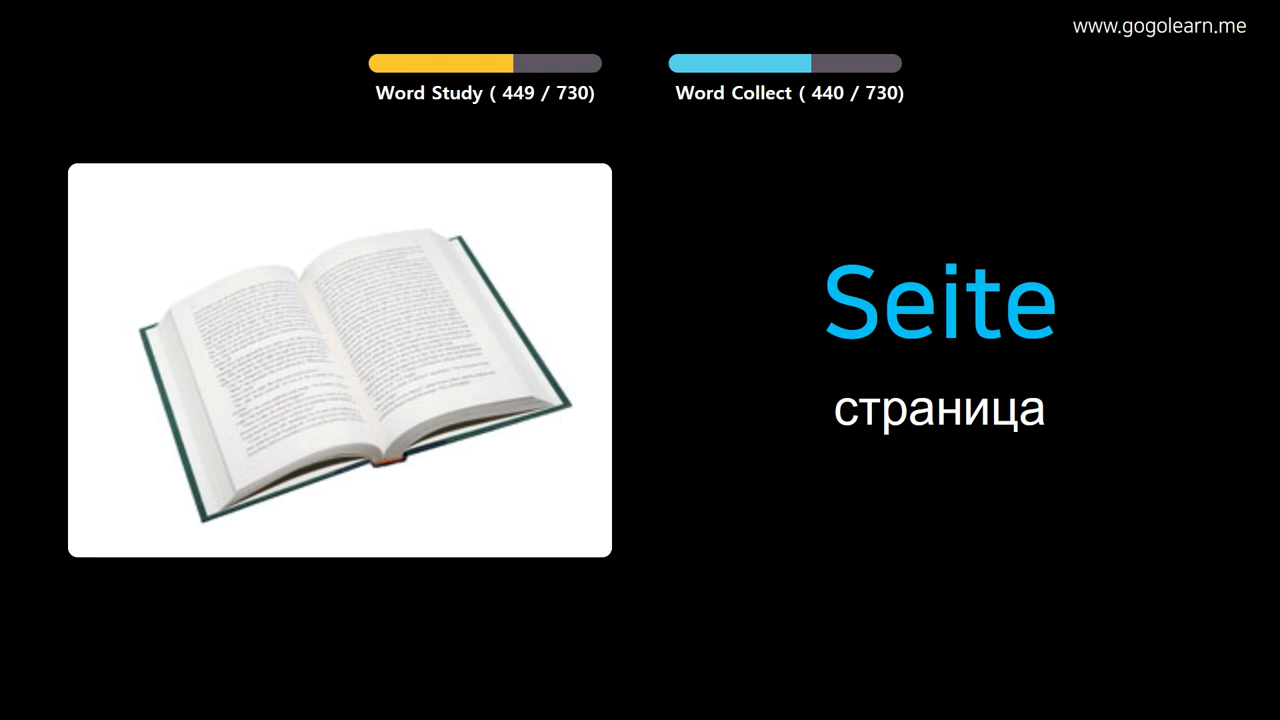 www.gogolearn.me
Word Study ( 449 / 730)
Word Collect ( 440 / 730)
Seite
страница